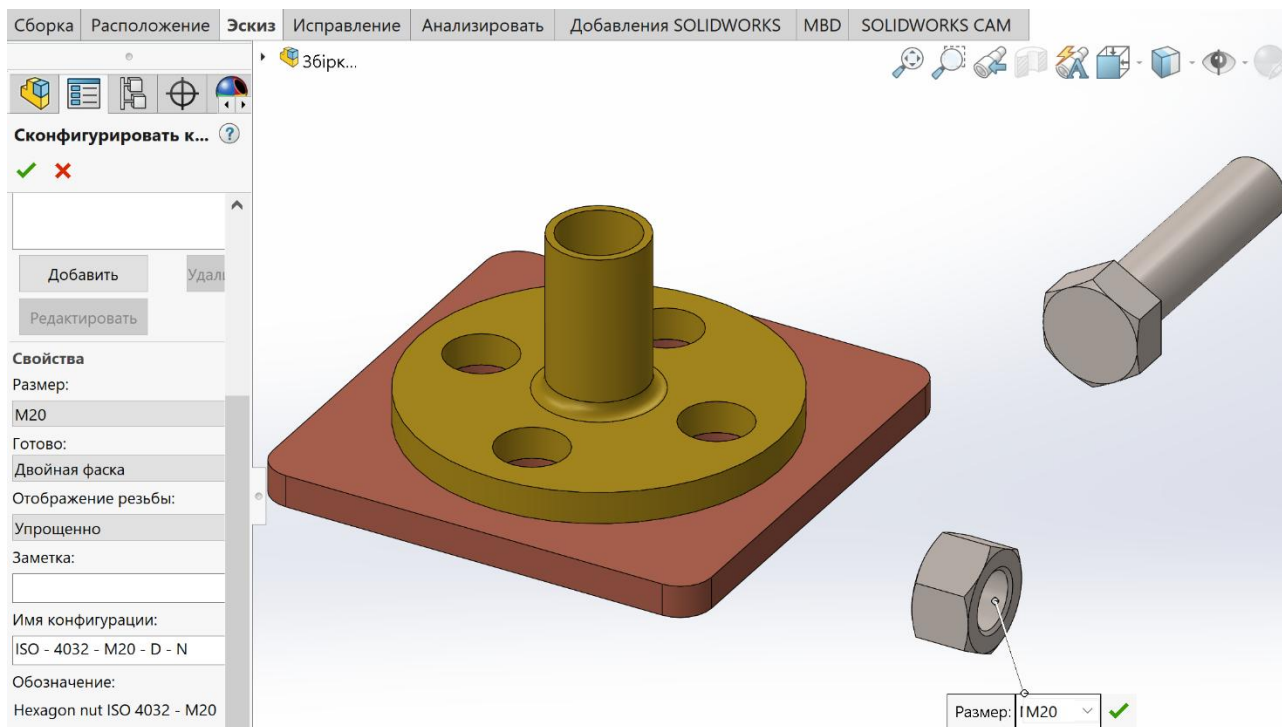 Сборка Расположение Эскиз Исправление Анализировать Добавления SOLIDWORKS MBD SOLIDWORKS CAM
Збірк...
Сконфигурировать к... ?
Добавить Удал
Редактировать
Свойства
Размер:
M20
Готово:
Двойная фаска
Отображение резьбы:
Упрощенно
Заметка:
Имя конфигурации:
ISO - 4032 - M20 - D - N
Обозначение:
Hexagon nut ISO 4032 - M20
Размер: M20